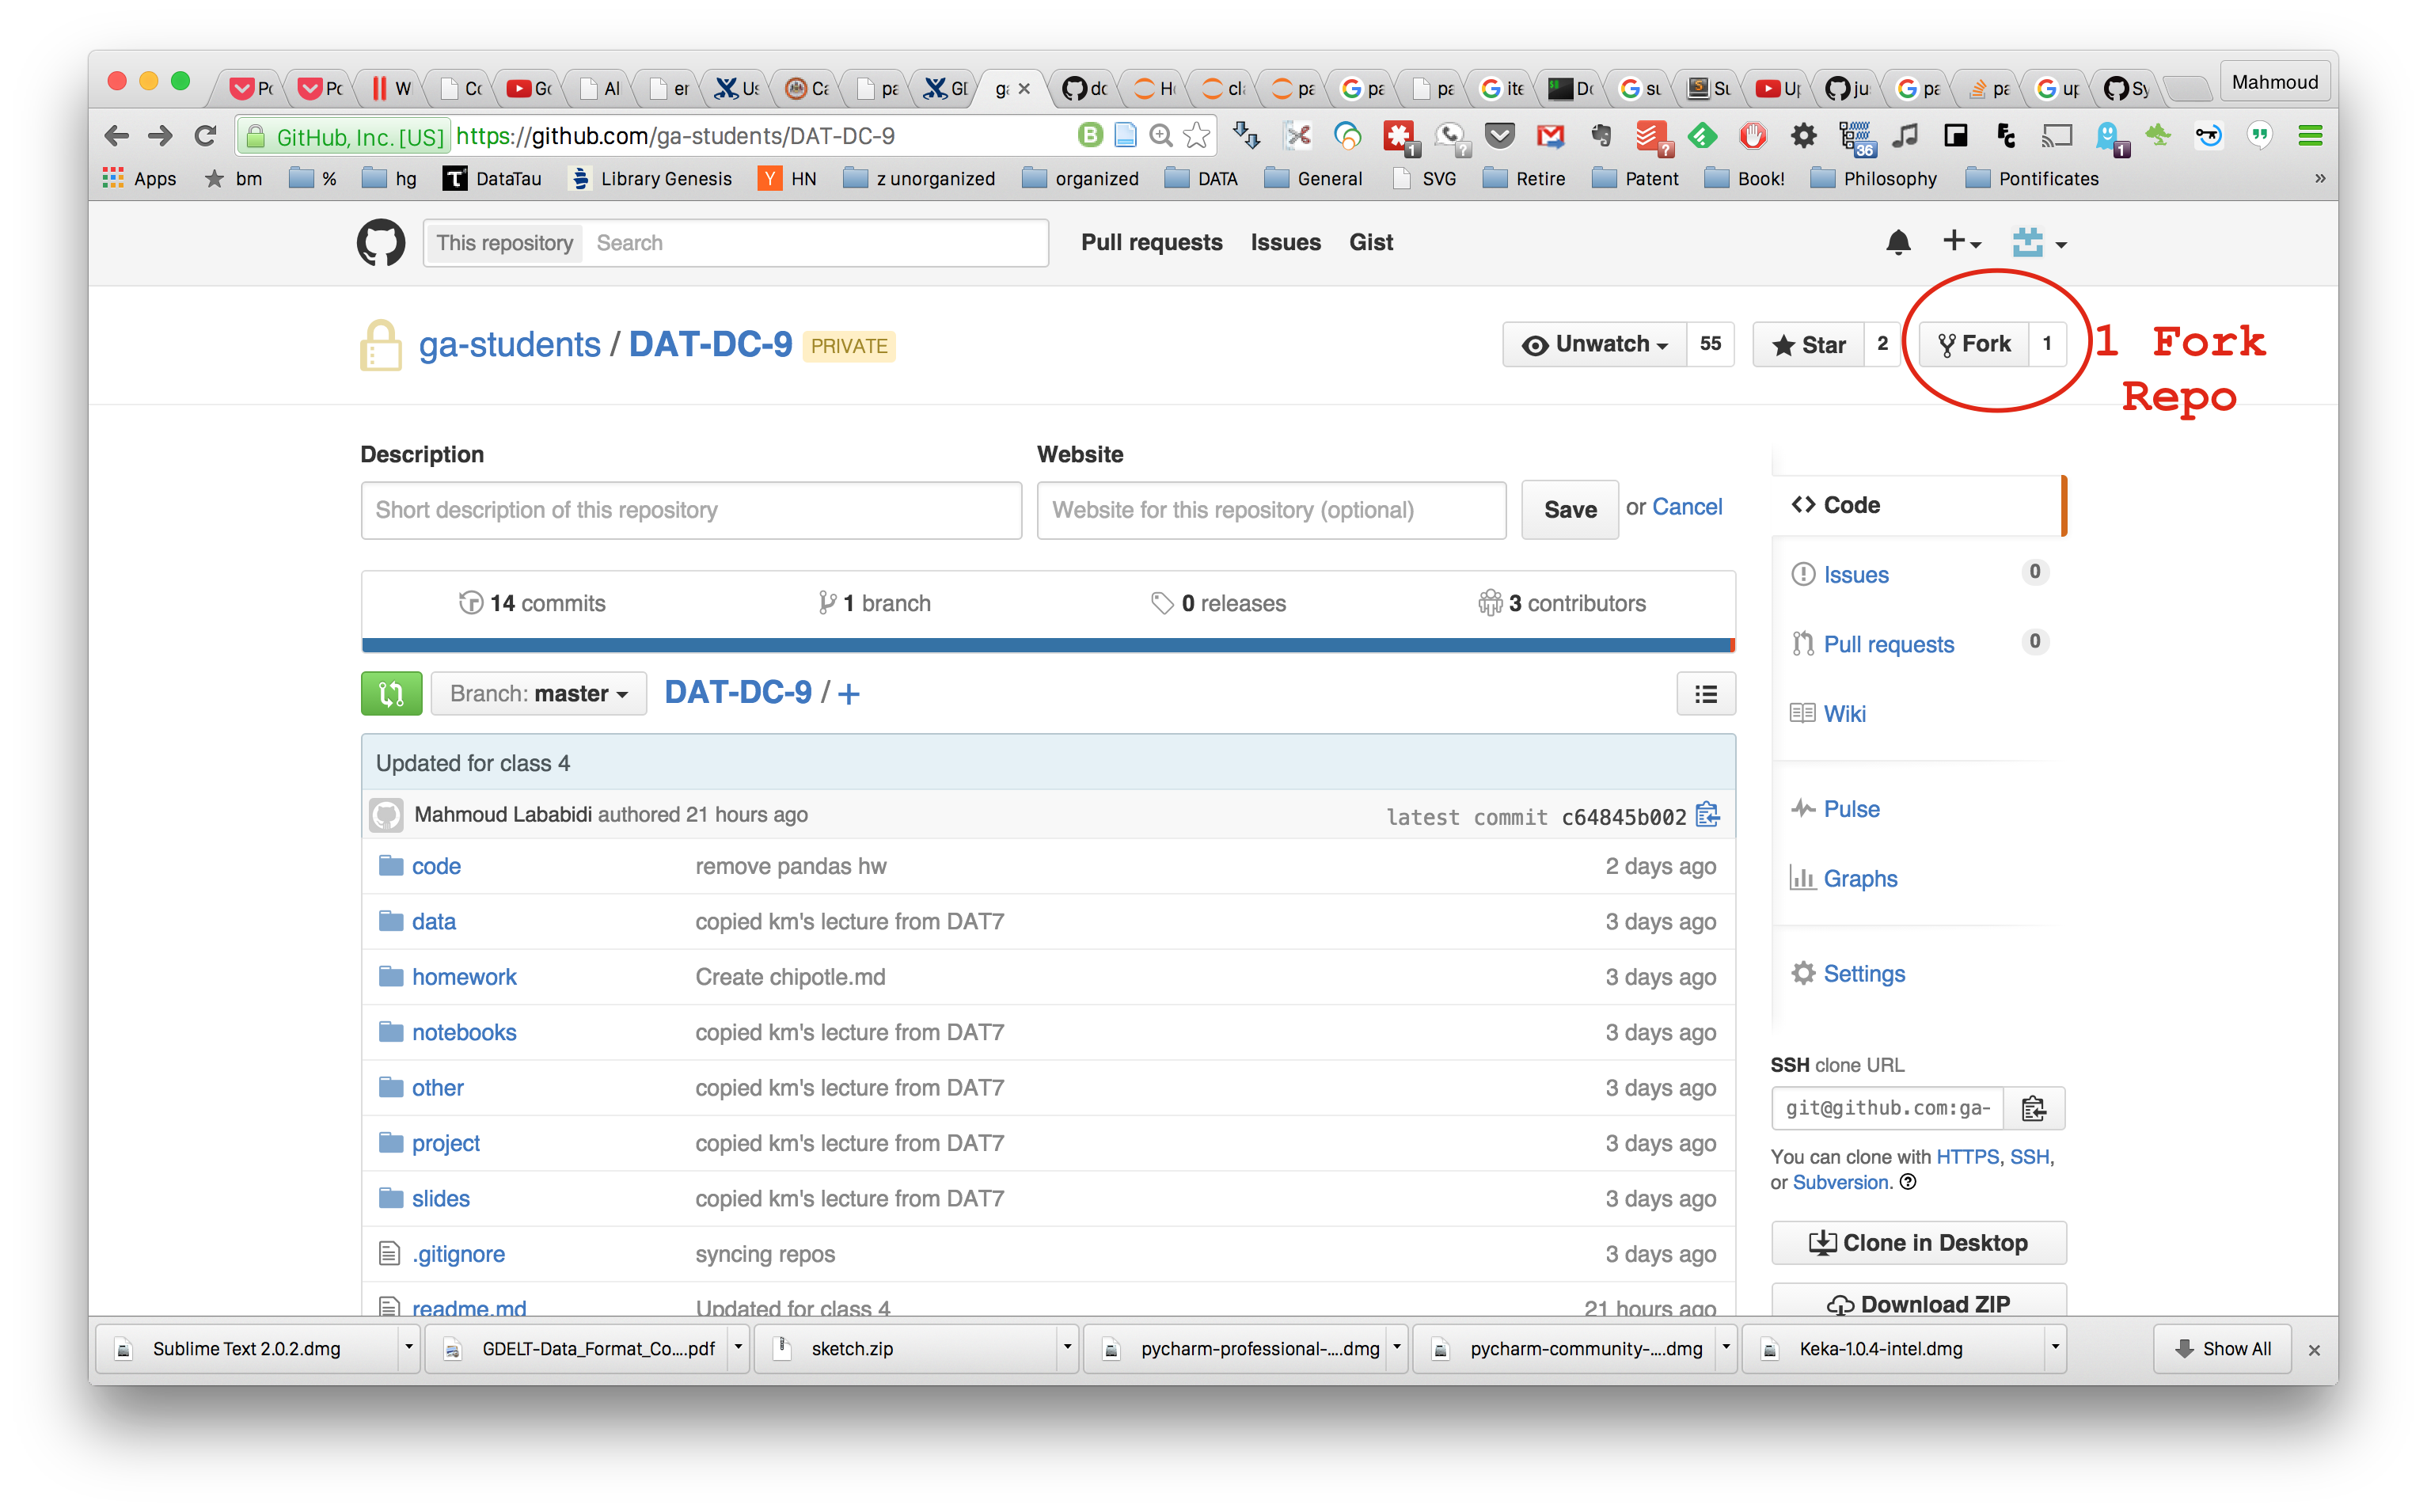 Pc
Pc
W
Cc
Gc
Al
er
Us
Ca
pa
GD
ga
dc
H
cl
pa
pa
pa
ite
Dc
su
Su
Up
ju
pa
pa
up
Sy
Mahmoud
GitHub, Inc. [US] https://github.com/ga-students/DAT-DC-9
1
?
?
36
1
Apps bm % hg DataTau Library Genesis HN z unorganized organized DATA General SVG Retire Patent Book! Philosophy Pontificates »
This repository Search Pull requests Issues Gist
ga-students / DAT-DC-9 PRIVATE Unwatch 55 Star 2 Fork 1
1 Fork
Repo
Description Website
Short description of this repository Website for this repository (optional) Save or Cancel
14 commits 1 branch 0 releases 3 contributors
Branch: master DAT-DC-9 / +
Updated for class 4
Mahmoud Lababidi authored 21 hours ago latest commit c64845b002
code remove pandas hw 2 days ago
data copied km's lecture from DAT7 3 days ago
homework Create chipotle.md 3 days ago
notebooks copied km's lecture from DAT7 3 days ago
other copied km's lecture from DAT7 3 days ago
project copied km's lecture from DAT7 3 days ago
slides copied km's lecture from DAT7 3 days ago
.gitignore syncing repos 3 days ago
readme.md Updated for class 4 21 hours ago
Code
Issues 0
Pull requests 0
Wiki
Pulse
Graphs
Settings
SSH clone URL
git@github.com:ga-
You can clone with HTTPS, SSH,
or Subversion.
Clone in Desktop
Download ZIP
Sublime Text 2.0.2.dmg GDELT-Data_Format_Co....pdf sketch.zip pycharm-professional-....dmg pycharm-community-....dmg Keka-1.0.4-intel.dmg Show All